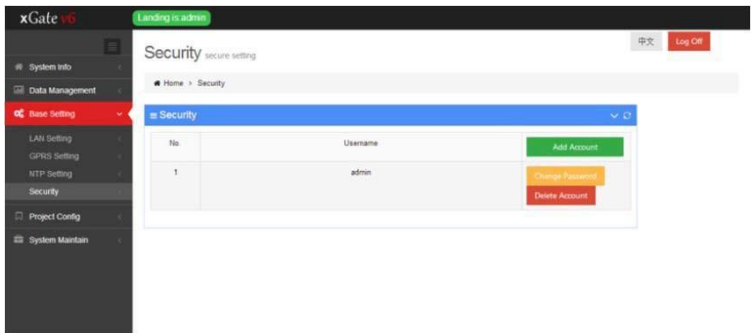 xGate v6
Landing is:admin
Security secure setting
中文
Log Off
Home > Security
System Info
Data Management
Base Setting
LAN Setting
GPRS Setting
NTP Setting
Security
Project Config
System Maintain
Security
No.
Username
Add Account
1
admin
Change Password
Delete Account